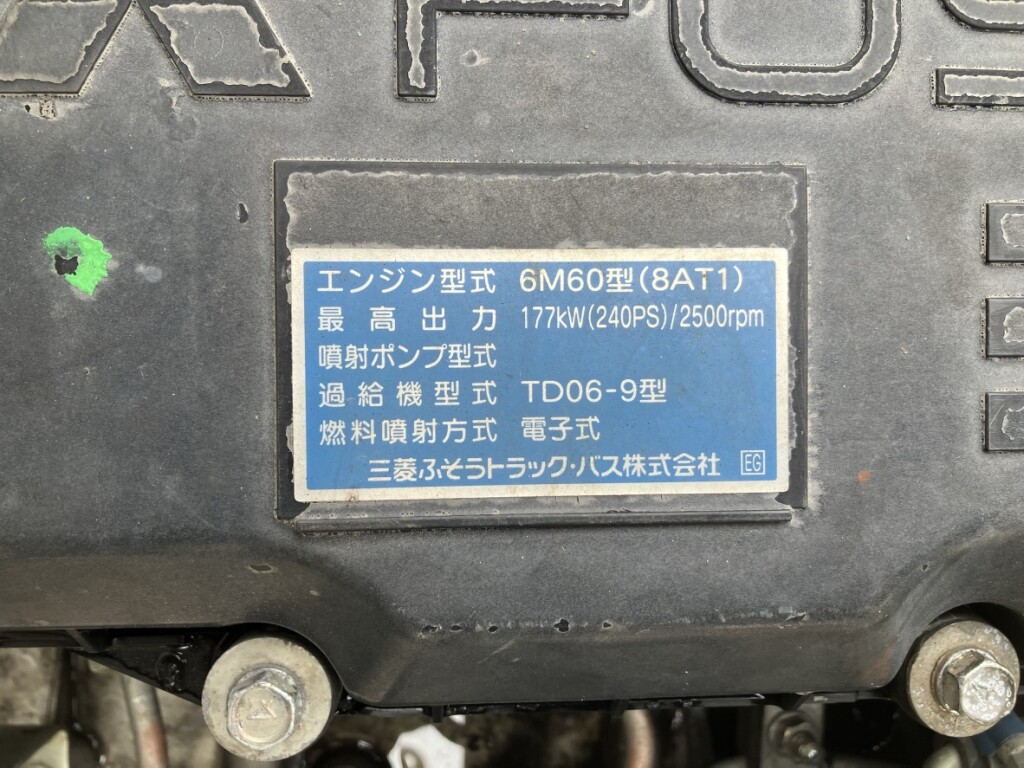 FUS
エンジン型式 6M60型(8AT1)
最高出力 177kW(240PS)/2500rpm
噴射ポンプ型式
過給機型式 TD06-9型
燃料噴射方式 電子式
三菱ふそうトラック・バス株式会社 EG